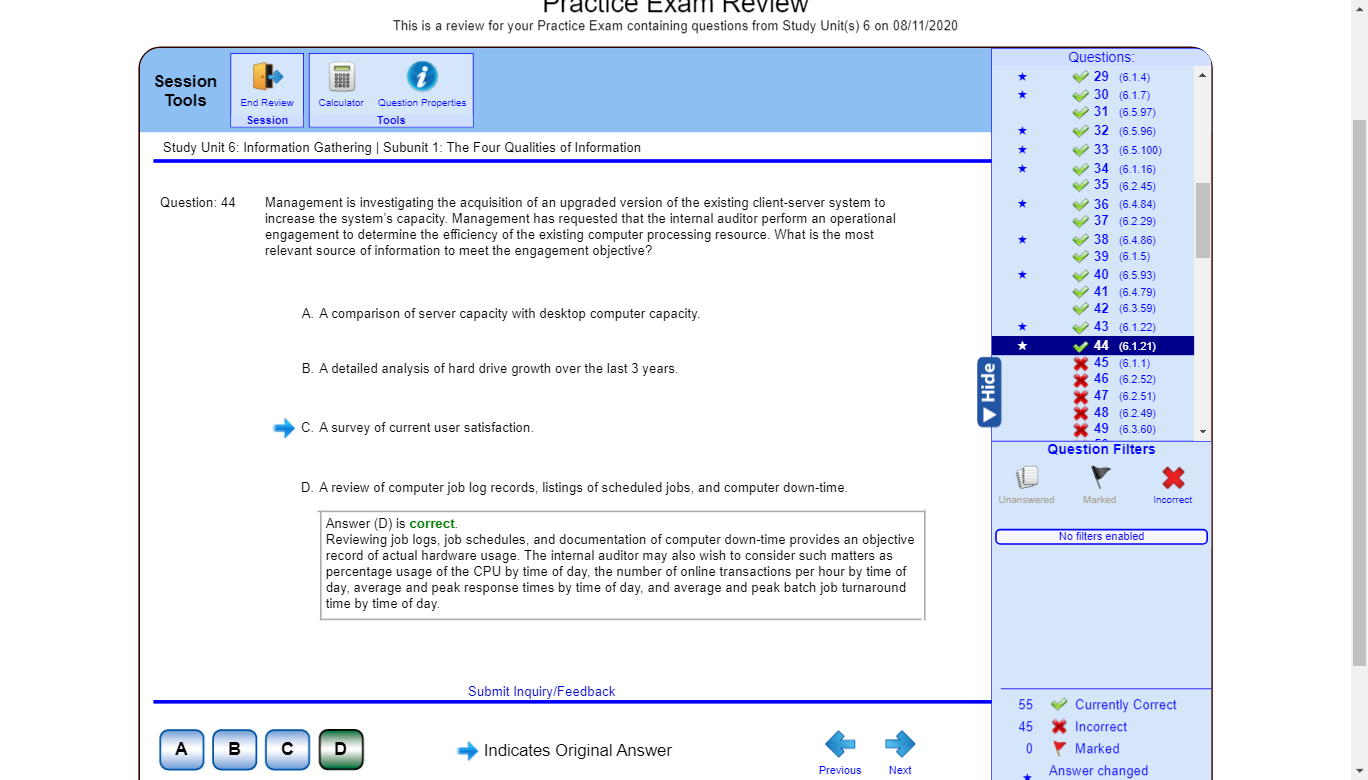 Practice Exam Review
This is a review for your Practice Exam containing questions from Study Unit(s) 6 on 08/11/2020
Session
Tools
End Review
Session
Calculator
Question Properties
Tools
Study Unit 6: Information Gathering | Subunit 1: The Four Qualities of Information
Question: 44
Management is investigating the acquisition of an upgraded version of the existing client-server system to
increase the system's capacity. Management has requested that the internal auditor perform an operational
engagement to determine the efficiency of the existing computer processing resource. What is the most
relevant source of information to meet the engagement objective?
A. A comparison of server capacity with desktop computer capacity.
B. A detailed analysis of hard drive growth over the last 3 years.
C. A survey of current user satisfaction.
D. A review of computer job log records, listings of scheduled jobs, and computer down-time.
Answer (D) is correct.
Reviewing job logs, job schedules, and documentation of computer down-time provides an objective
record of actual hardware usage. The internal auditor may also wish to consider such matters as
percentage usage of the CPU by time of day, the number of online transactions per hour by time of
day, average and peak response times by time of day, and average and peak batch job turnaround
time by time of day.
Submit Inquiry/Feedback
A B C D
Indicates Original Answer
Previous
Next
Questions:
29 (6.1.4)
30 (6.1.7)
31 (6.5.97)
32 (6.5.96)
33 (6.5.100)
34 (6.1.16)
35 (6.2.45)
36 (6.4.84)
37 (6.2.29)
38 (6.4.86)
39 (6.1.5)
40 (6.5.93)
41 (6.4.79)
42 (6.3.59)
43 (6.1.22)
44 (6.1.21)
45 (6.1.1)
46 (6.2.52)
47 (6.2.51)
48 (6.2.49)
49 (6.3.60)
Hide
Question Filters
Unanswered
Marked
Incorrect
No filters enabled
55 Currently Correct
45 Incorrect
0 Marked
Answer changed